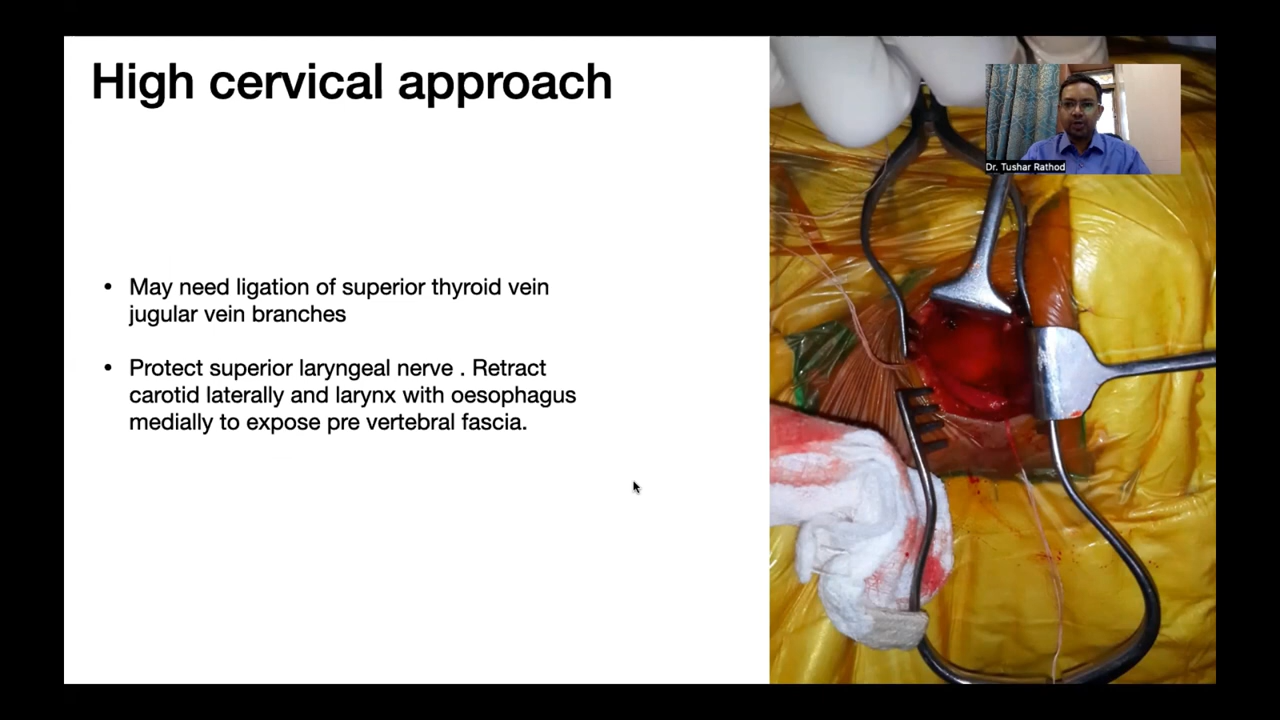 High cervical approach
Dr. Tushar Rathod
• May need ligation of superior thyroid vein
jugular vein branches
• Protect superior laryngeal nerve . Retract
carotid laterally and larynx with oesophagus
medially to expose pre vertebral fascia.